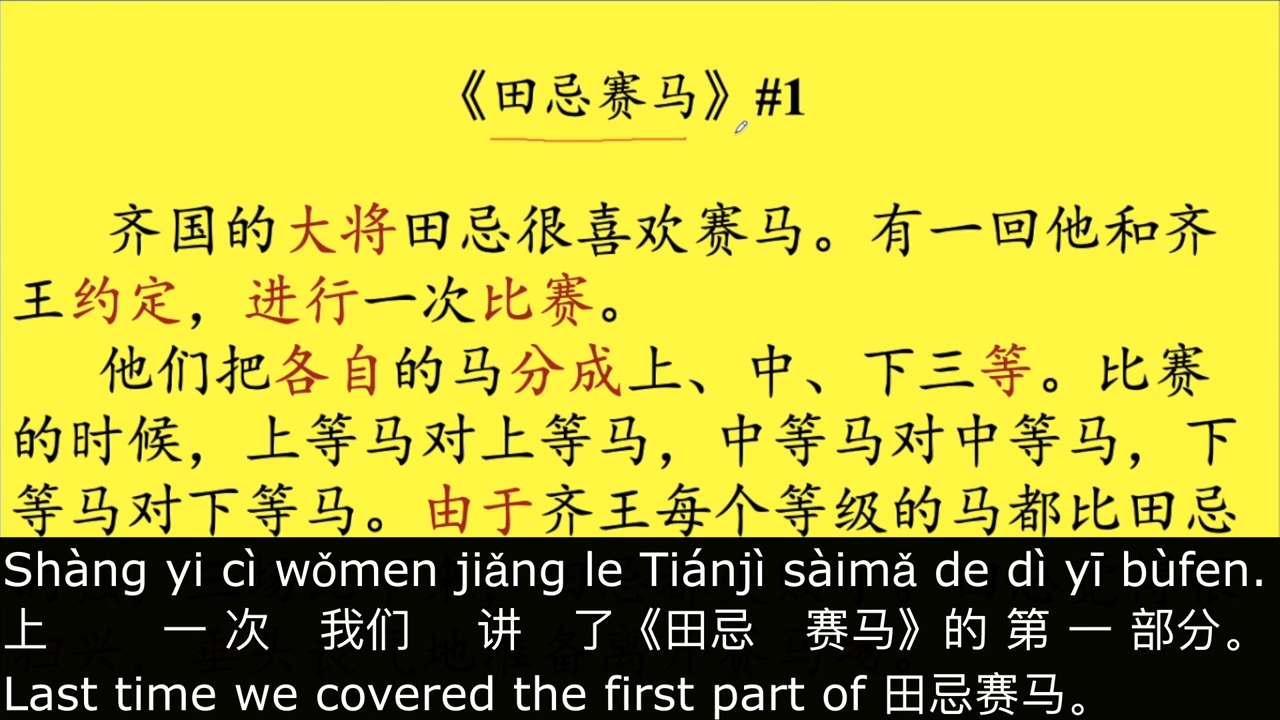 《田忌赛马》#1
齐国的大将田忌很喜欢赛马。有一回他和齐
王约定，进行一次比赛。
他们把各自的马分成上、中、下三等。比赛
的时候，上等马对上等马，中等马对中等马，下
等马对下等马。由于齐王每个等级的马都比田忌
Shàng yi cì wǒmen jiǎng le Tiánjì sàimǎ de dì yī bùfen.
上 一 次 我们 讲 了《田忌 赛马》的 第 一 部分。
Last time we covered the first part of 田忌赛马。